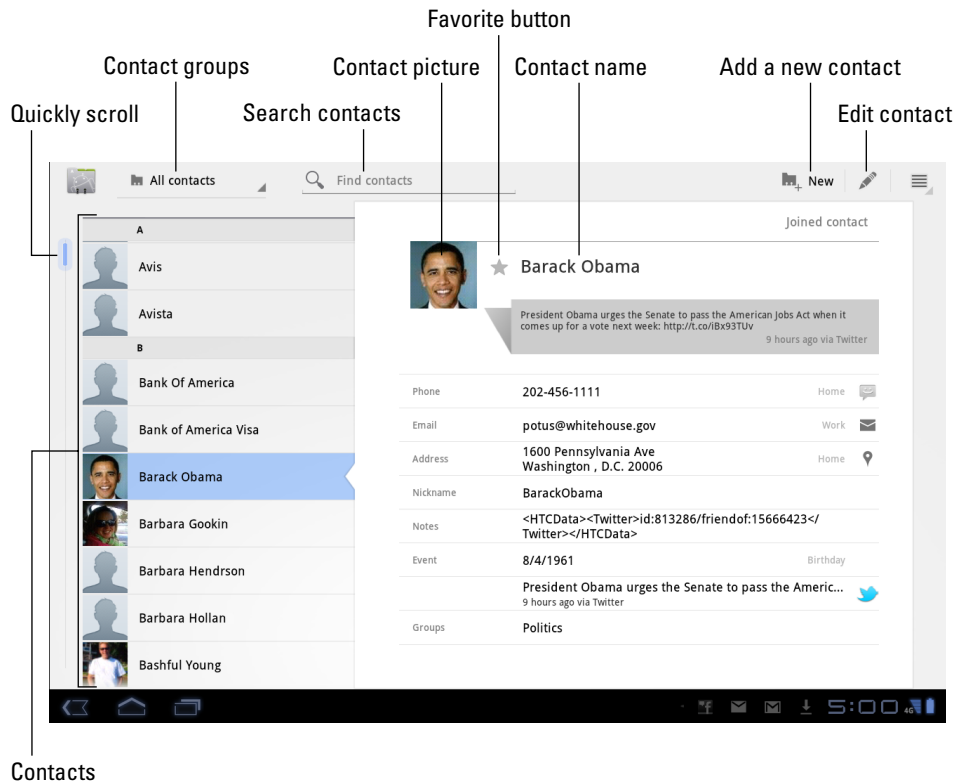 Favorite button
Contact groups
Contact picture
Contact name
Add a new contact
Quickly scroll
Search contacts
Edit contact
All contacts
Find contacts
New
A
Avis
Avista
B
Bank Of America
Bank of America Visa
Barack Obama
Barbara Gookin
Barbara Hendrson
Barbara Hollan
Bashful Young
Joined contact
Barack Obama
President Obama urges the Senate to pass the American Jobs Act when it
comes up for a vote next week: http://t.co/iBx93TUv
9 hours ago via Twitter
Phone 202-456-1111 Home
Email potus@whitehouse.gov Work
Address 1600 Pennsylvania Ave
Washington , D.C. 20006 Home
Nickname BarackObama
Notes <HTCData><Twitter>id:813286/friendof:15666423</
Twitter></HTCData>
Event 8/4/1961 Birthday
President Obama urges the Senate to pass the Americ...
9 hours ago via Twitter
Groups Politics
5:00 4G
Contacts